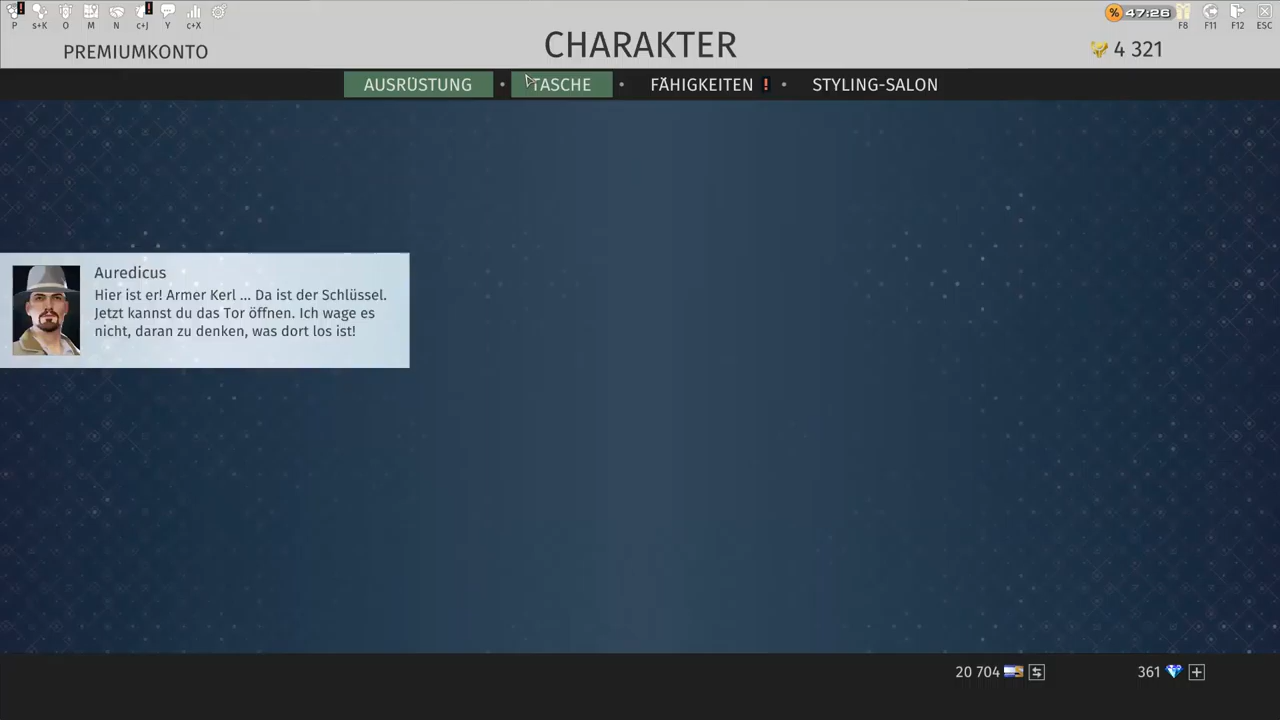 P s+K O M N c+J Y c+X
% 47:26 F8 F11 F12 ESC
PREMIUMKONTO
CHARAKTER
4 321
AUSRÜSTUNG • TASCHE • FÄHIGKEITEN ! • STYLING-SALON
Auredicus
Hier ist er! Armer Kerl ... Da ist der Schlüssel.
Jetzt kannst du das Tor öffnen. Ich wage es
nicht, daran zu denken, was dort los ist!
20 704
361